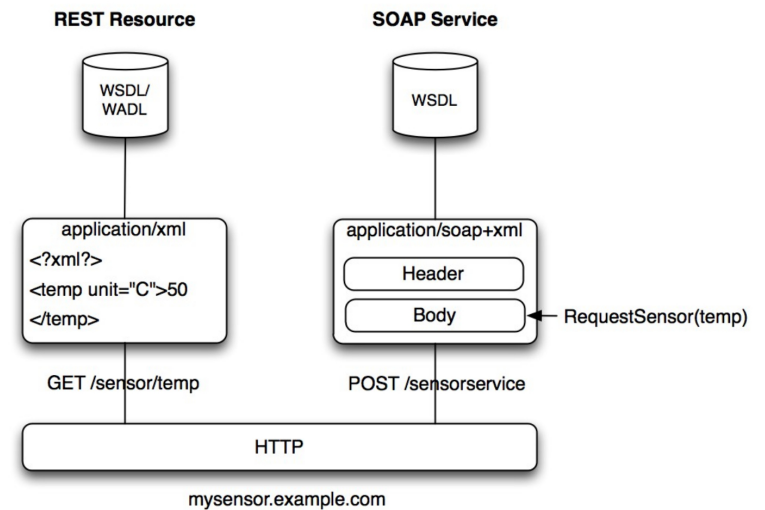 REST Resource
SOAP Service
WSDL/
WADL
WSDL
application/xml
<?xml?>
<temp unit="C">50
</temp>
application/soap+xml
Header
Body
RequestSensor(temp)
GET /sensor/temp
POST /sensorservice
HTTP
mysensor.example.com